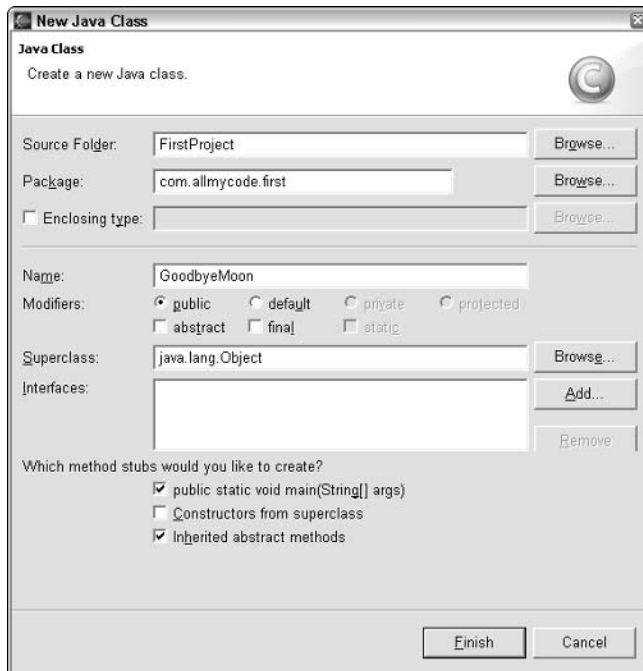 New Java Class
Java Class
Create a new Java class.
Source Folder: FirstProject Browse...
Package: com.allmycode.first Browse...
Enclosing type: Browse...
Name: GoodbyeMoon
Modifiers: public default private protected
abstract final static
Superclass: java.lang.Object Browse...
Interfaces: Add...
Remove
Which method stubs would you like to create?
public static void main(String[] args)
Constructors from superclass
Inherited abstract methods
Finish Cancel